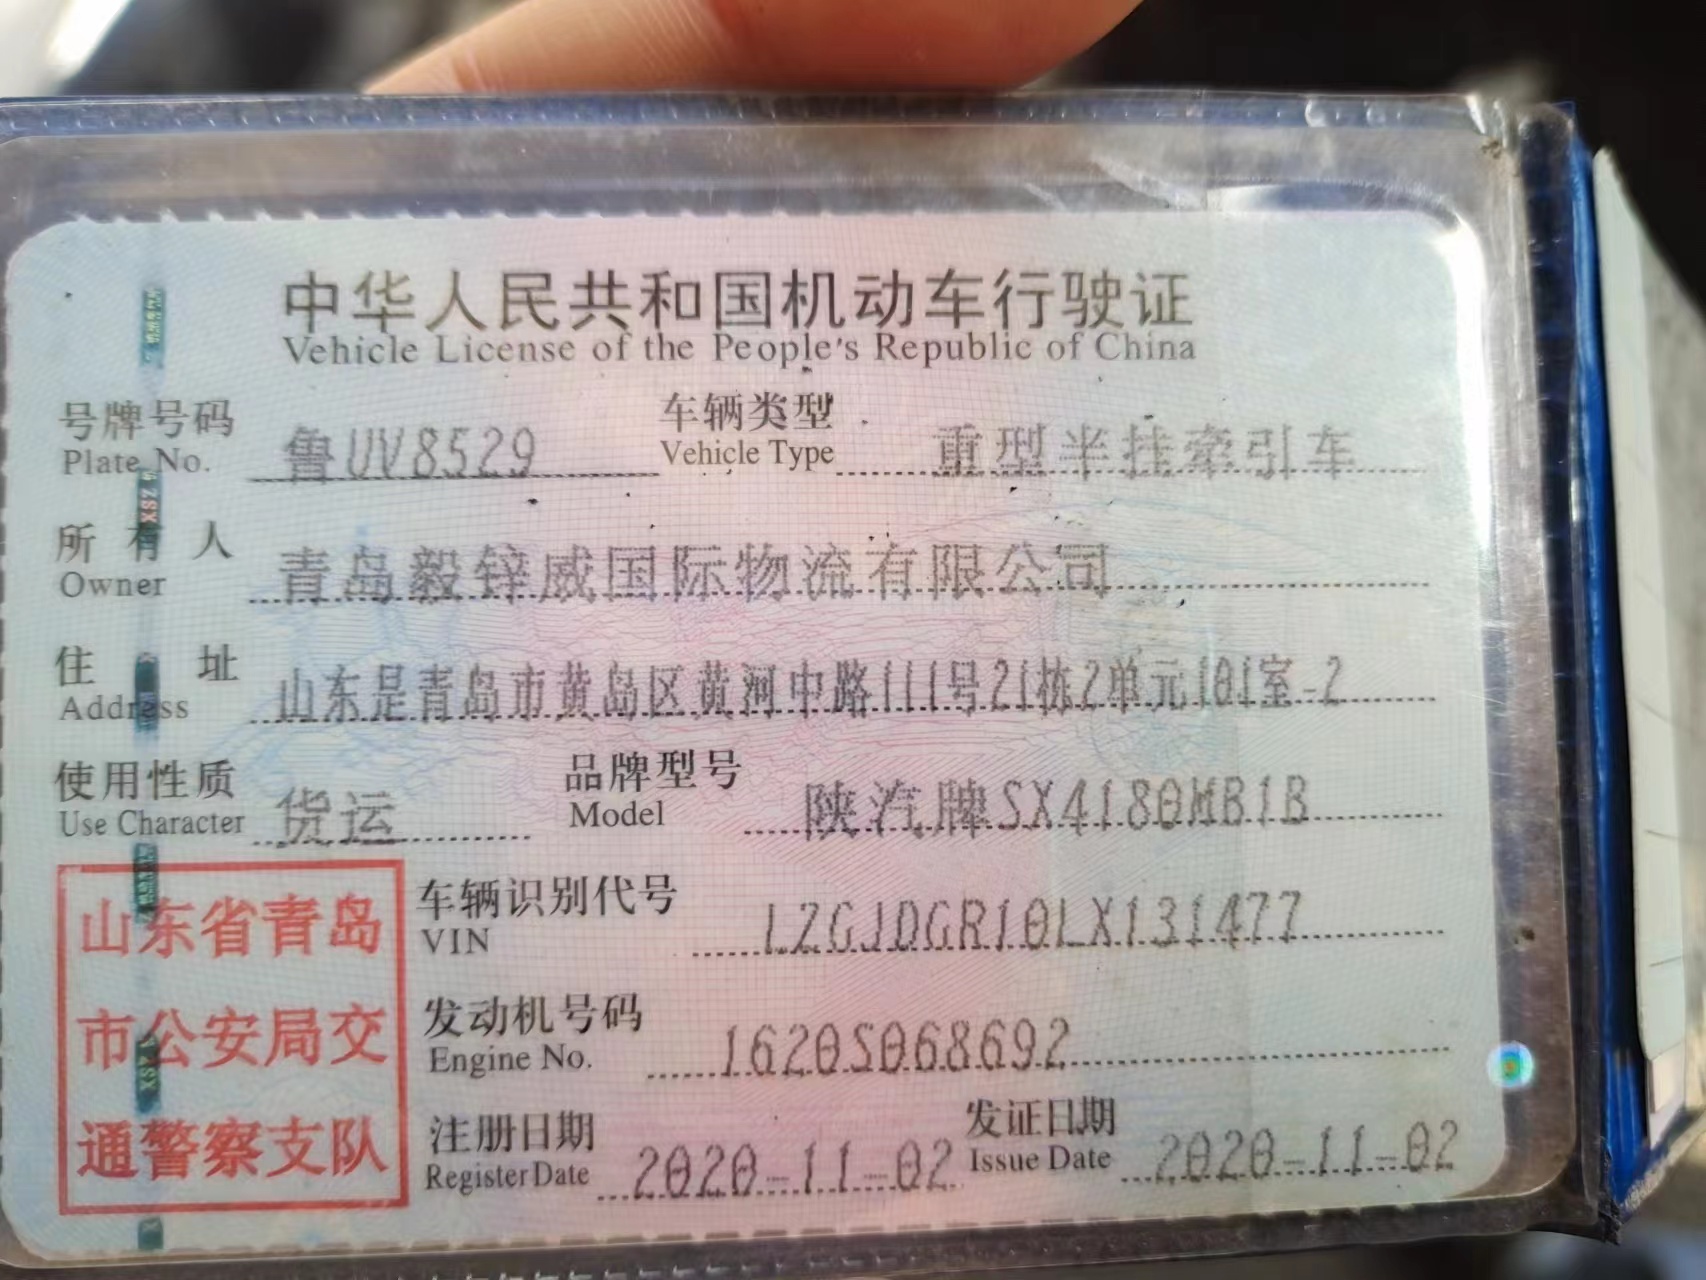 中华人民共和国机动车行驶证
Vehicle License of the People's Republic of China
号牌号码 鲁UV8529 车辆类型 重型半挂牵引车
Plate No. Vehicle Type
所有人 青岛毅锌威国际物流有限公司
Owner
住址 山东是青岛市黄岛区黄河中路111号21栋2单元101室-2
Address
使用性质 货运 品牌型号 陕汽牌SX4180MB1B
Use Character Model
山东省青岛
市公安局交
通警察支队
车辆识别代号 LZGJDGR10LX131477
VIN
发动机号码 1620S068692
Engine No.
注册日期 2020-11-02 发证日期 2020-11-02
Register Date Issue Date